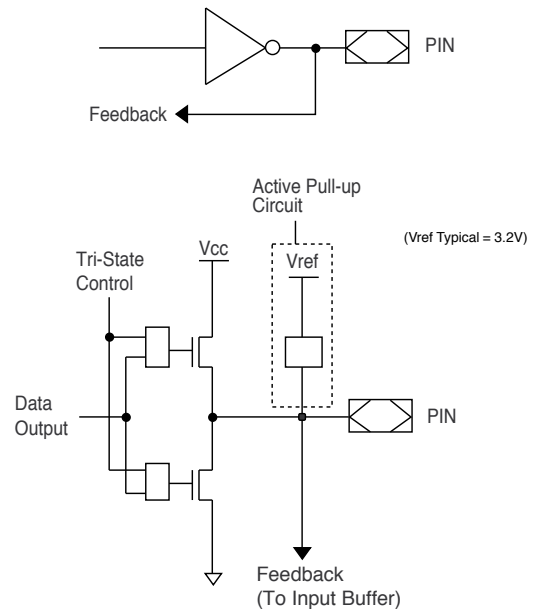 PIN
Feedback
Active Pull-up
Circuit
(Vref Typical = 3.2V)
Vcc
Vref
Tri-State
Control
Data
Output
PIN
Feedback
(To Input Buffer)